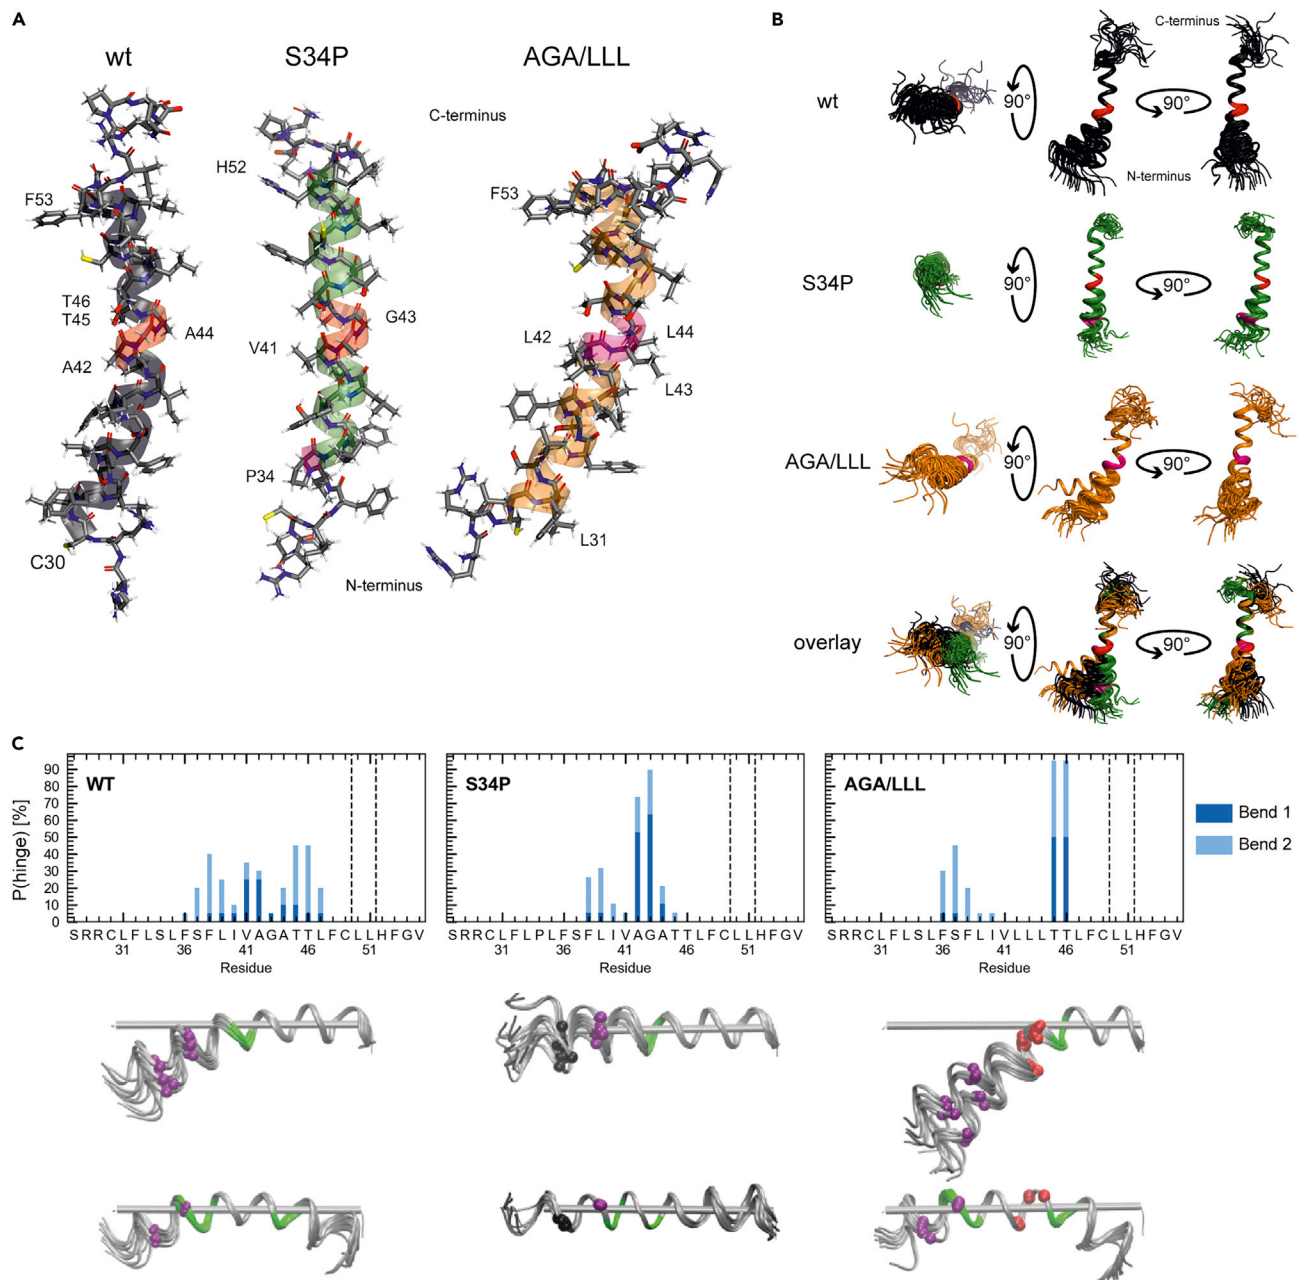 A
wt
S34P
AGA/LLL
C-terminus
H52
F53
F53
T46
T45
A44
G43
A42
V41
L42
L44
L43
P34
C30
L31
N-terminus
B
C-terminus
wt
90°
90°
N-terminus
S34P
90°
90°
AGA/LLL
90°
90°
overlay
90°
90°
C
WT
S34P
AGA/LLL
P(hinge) [%]
90
80
70
60
50
40
30
20
10
0
Bend 1
Bend 2
S R R C L F L S L F S F L I V A G A T T L F C L L H F G V
31 36 41 46 51
Residue
S R R C L F L P L F S F L I V A G A T T L F C L L H F G V
31 36 41 46 51
Residue
S R R C L F L S L F S F L I V L L L T T L F C L L H F G V
31 36 41 46 51
Residue